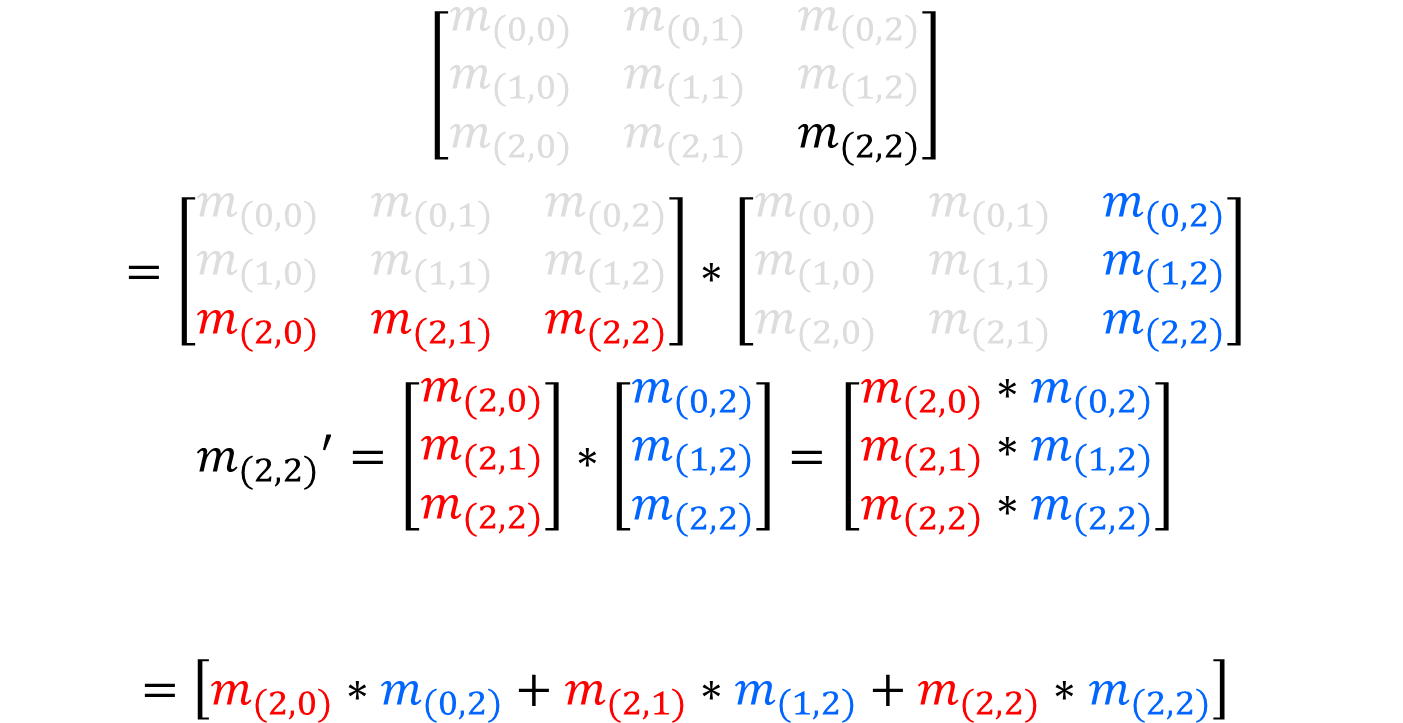 [m(0,0) m(0,1) m(0,2)
m(1,0) m(1,1) m(1,2)
m(2,0) m(2,1) m(2,2)]
= [m(0,0) m(0,1) m(0,2)
m(1,0) m(1,1) m(1,2)
m(2,0) m(2,1) m(2,2)] * [m(0,0) m(0,1) m(0,2)
m(1,0) m(1,1) m(1,2)
m(2,0) m(2,1) m(2,2)]
m(2,2)′ = [m(2,0)
m(2,1)
m(2,2)] * [m(0,2)
m(1,2)
m(2,2)] = [m(2,0) * m(0,2)
m(2,1) * m(1,2)
m(2,2) * m(2,2)]
= [m(2,0) * m(0,2) + m(2,1) * m(1,2) + m(2,2) * m(2,2)]